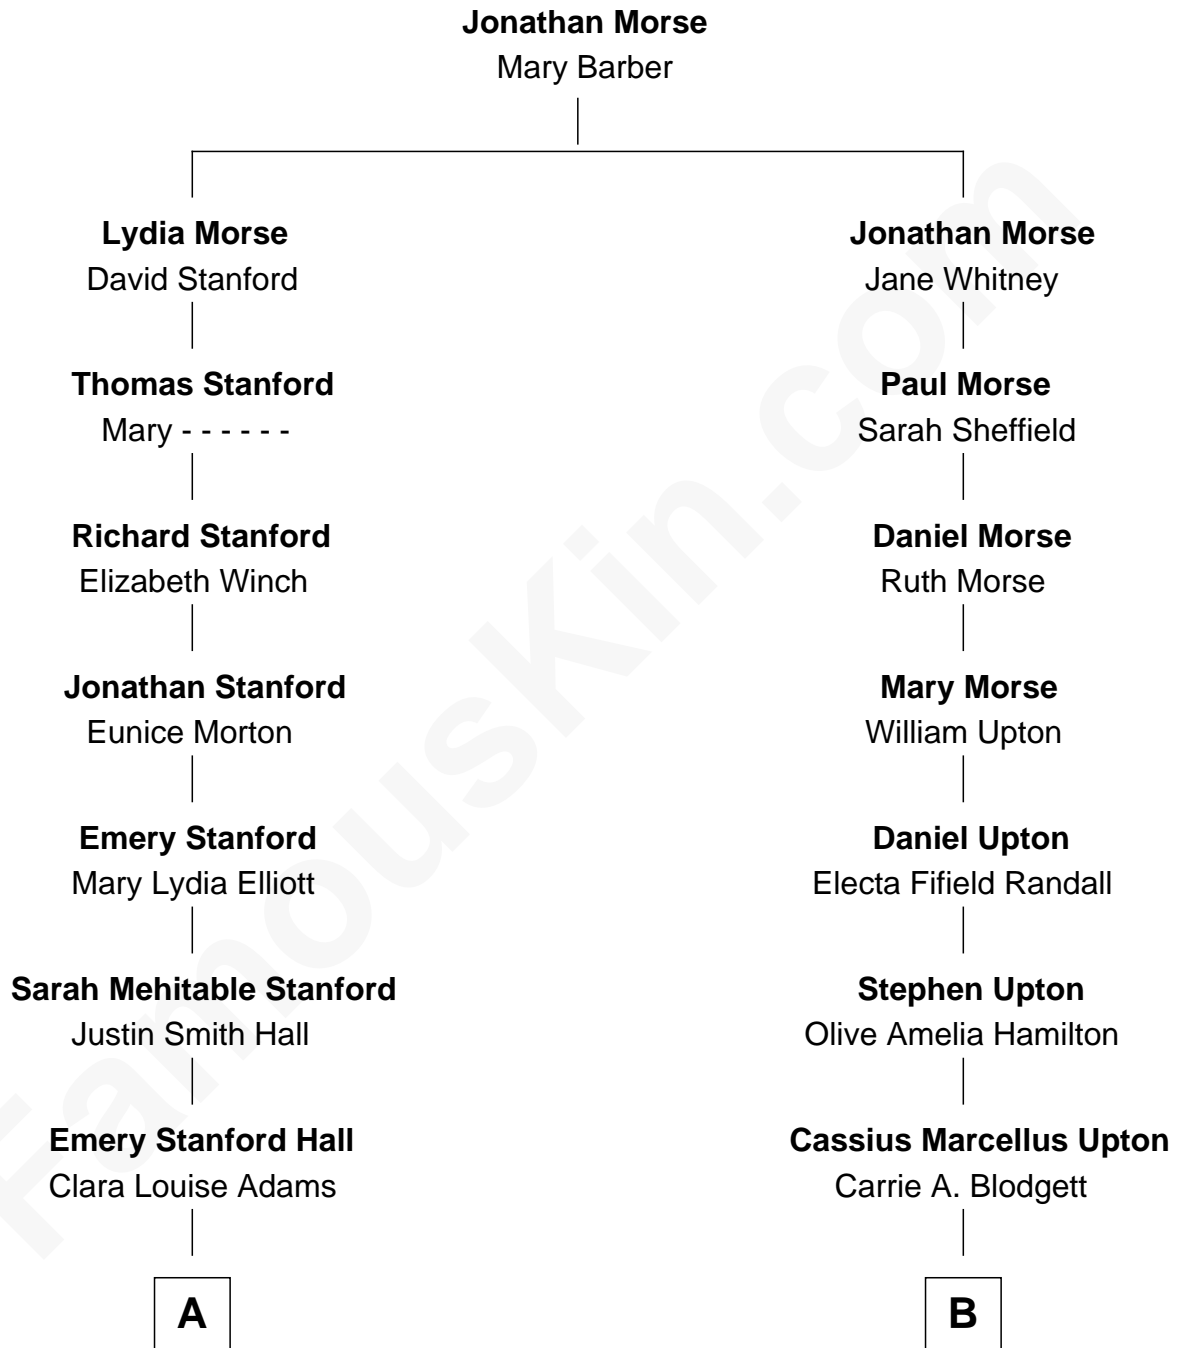 Jonathan Morse
Mary Barber
Lydia Morse
David Stanford
Thomas Stanford
Mary - - - - - -
Richard Stanford
Elizabeth Winch
Jonathan Stanford
Eunice Morton
Emery Stanford
Mary Lydia Elliott
Sarah Mehitable Stanford
Justin Smith Hall
Emery Stanford Hall
Clara Louise Adams
A
Jonathan Morse
Jane Whitney
Paul Morse
Sarah Sheffield
Daniel Morse
Ruth Morse
Mary Morse
William Upton
Daniel Upton
Electa Fifield Randall
Stephen Upton
Olive Amelia Hamilton
Cassius Marcellus Upton
Carrie A. Blodgett
B
FamousKin.com